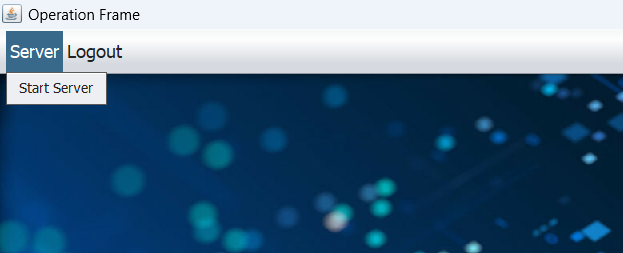 Operation Frame
Server Logout
Start Server